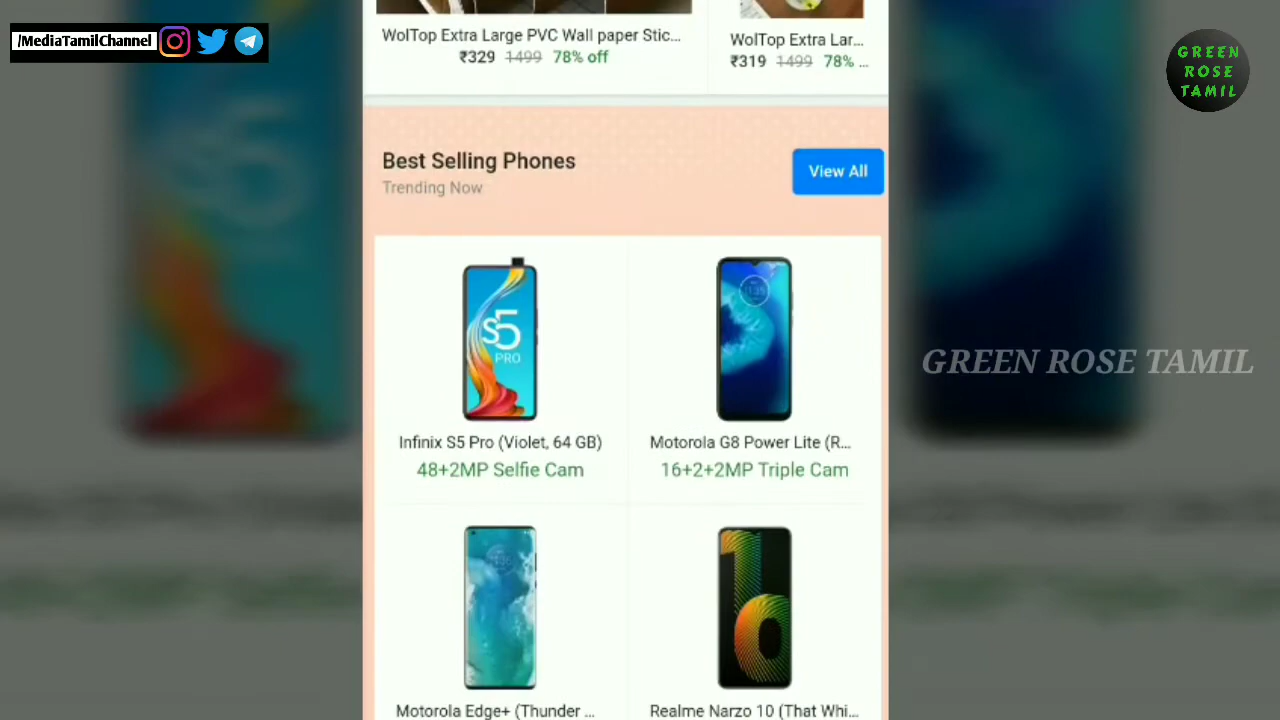 /MediaTamilChannel
GREEN
ROSE
TAMIL
WolTop Extra Large PVC Wall paper Stic...
₹329 1499 78% off
WolTop Extra Lar...
₹319 1499 78% ...
Best Selling Phones
Trending Now
View All
S5
PRO
Infinix S5 Pro (Violet, 64 GB)
48+2MP Selfie Cam
Motorola G8 Power Lite (R...
16+2+2MP Triple Cam
GREEN ROSE TAMIL
10
Motorola Edge+ (Thunder ...
Realme Narzo 10 (That Whi...